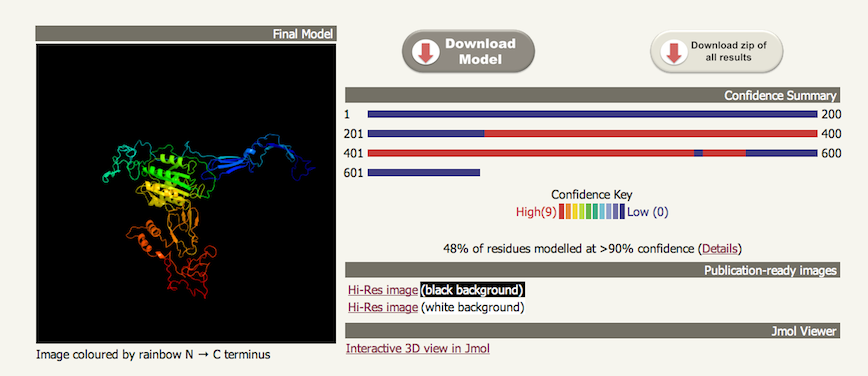 Final Model
Download
Model
Download zip of
all results
Confidence Summary
1 200
201 400
401 600
601
Confidence Key
High(9) Low (0)
48% of residues modelled at >90% confidence (Details)
Publication-ready images
Hi-Res image (black background)
Hi-Res image (white background)
Jmol Viewer
Interactive 3D view in Jmol
Image coloured by rainbow N → C terminus